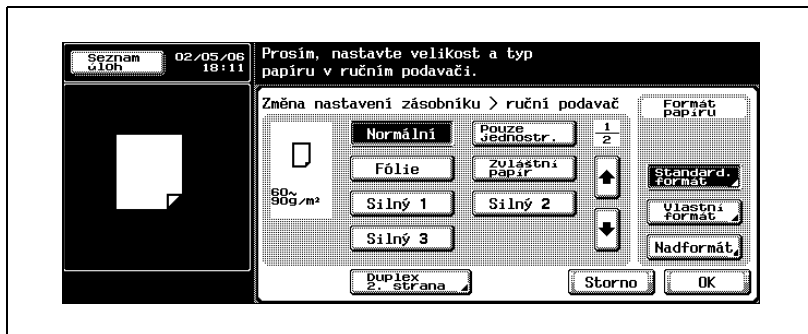 Seznam
úloh
02/05/06
18:11
Prosím, nastavte velikost a typ
papíru v ručním podavači.
Změna nastavení zásobníku > ruční podavač
Normální
Pouze
jednostr.
1
2
Fólie
Zvláštní
papír
60~
90g/m²
Silný 1
Silný 2
Silný 3
Duplex
2. strana
Formát
papíru
Standard.
formát
Vlastní
formát
Nadformát
Storno
OK